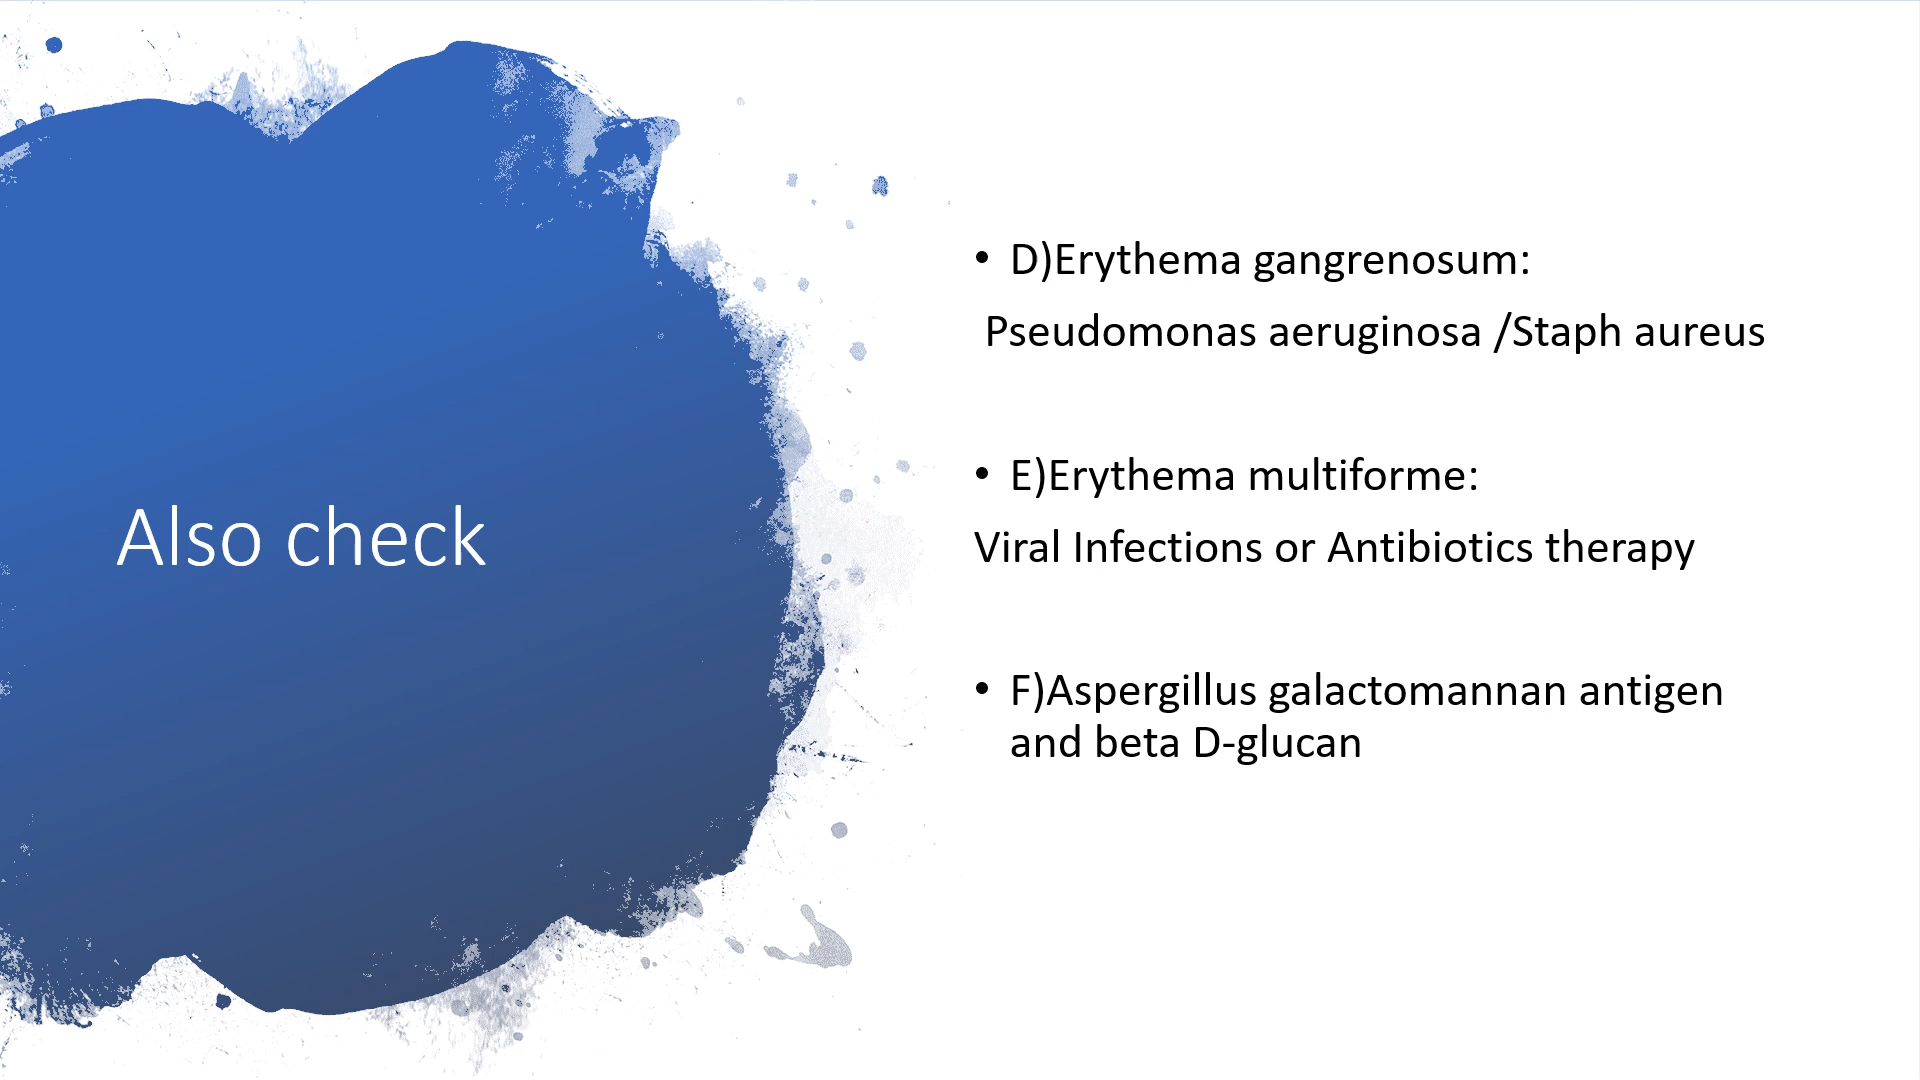 Also check
• D)Erythema gangrenosum:
Pseudomonas aeruginosa /Staph aureus
• E)Erythema multiforme:
Viral Infections or Antibiotics therapy
• F)Aspergillus galactomannan antigen
and beta D-glucan